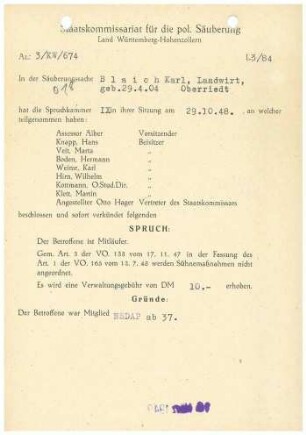 Staatskommissariat für die pol. Säuberung
Land Württemberg-Hohenzollern
Az.: 3/KW/674
L3/84
In der Säuberungssache B l a i c h Karl, Landwirt,
geb.29.4.04 Oberriedt
hat die Spruchkammer IX in ihrer Sitzung am 29.10.48. an welcher
teilgenommen haben:
Assessor Alber Vorsitzender
Knapp, Hans Beisitzer
Veit, Maria „
Boden, Hermann „
Weisse, Karl „
Hirn, Wilhelm „
Kottmann, O.Stud.Dir. „
Klett, Martin „
Angestellter Otto Hager Vertreter des Staatskommissars
beschlossen und sofort verkündet folgenden
SPRUCH:
Der Betroffene ist Mitläufer.
Gem. Art. 2 der VO. 133 vom 17. 11. 47 in der Fassung des
Art. 1 der VO. 165 vom 13. 7. 48 werden Sühnemaßnahmen nicht
angeordnet.
Es wird eine Verwaltungsgebühr von DM 10.- erhoben.
Gründe:
Der Betroffene war Mitglied NSDAP ab 37.